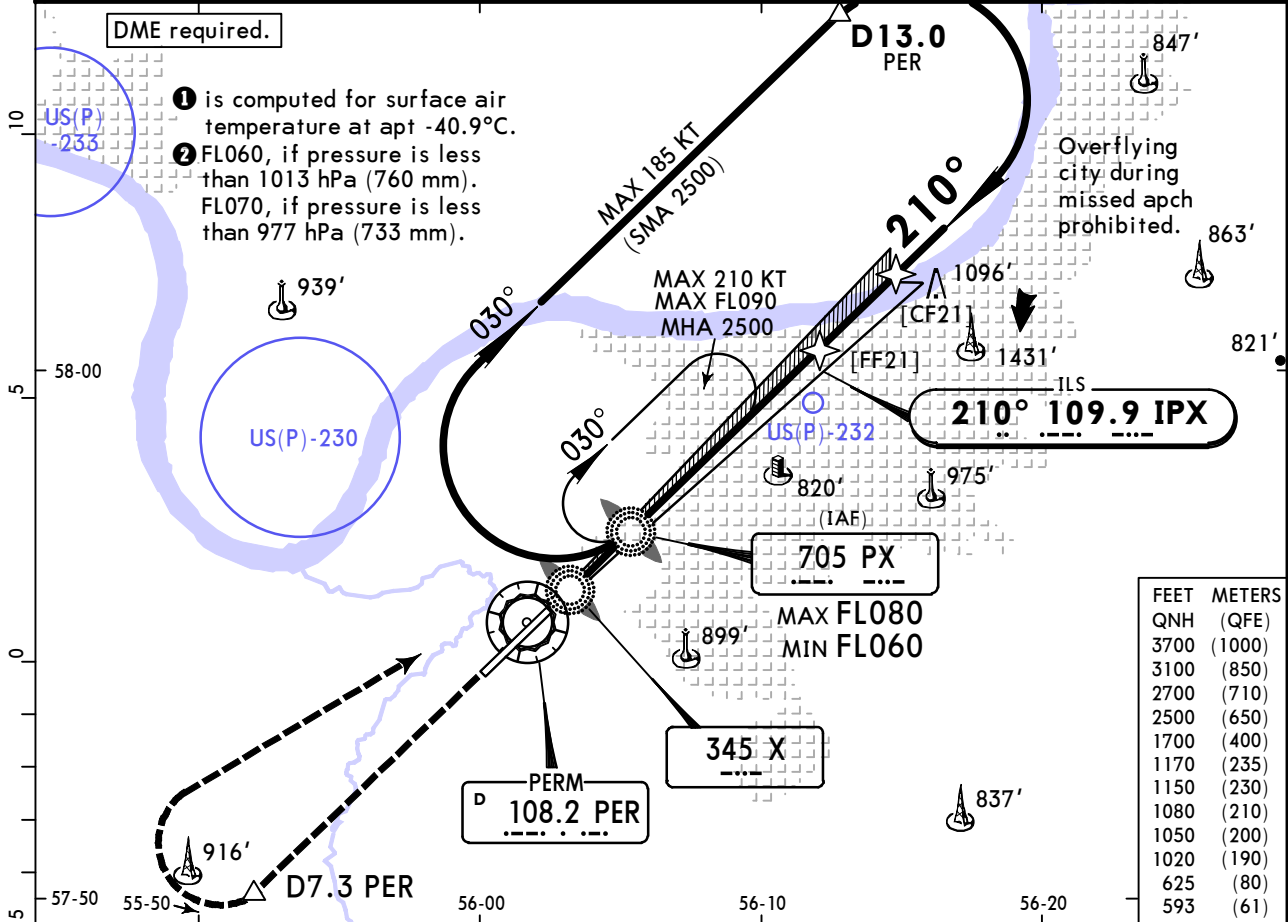 DME required.
D13.0
PER
847'
US(P)
-233
❶ is computed for surface air
temperature at apt -40.9°C.
❷ FL060, if pressure is less
than 1013 hPa (760 mm).
FL070, if pressure is less
than 977 hPa (733 mm).
10
MAX 185 KT
(SMA 2500)
210°
Overflying
city during
missed apch
prohibited.
863'
939'
030°
MAX 210 KT
MAX FL090
MHA 2500
1096'
[CF21]
[FF21]
1431'
821'
58-00
5
ILS
210° 109.9 IPX
US(P)-230
030°
US(P)-232
820'
975'
(IAF)
705 PX
MAX FL080
MIN FL060
899'
0
345 X
PERM
D 108.2 PER
837'
916'
D7.3 PER
57-50
55-50
56-00
56-10
56-20
5
FEET METERS
QNH (QFE)
3700 (1000)
3100 (850)
2700 (710)
2500 (650)
1700 (400)
1170 (235)
1150 (230)
1080 (210)
1050 (200)
1020 (190)
625 (80)
593 (61)